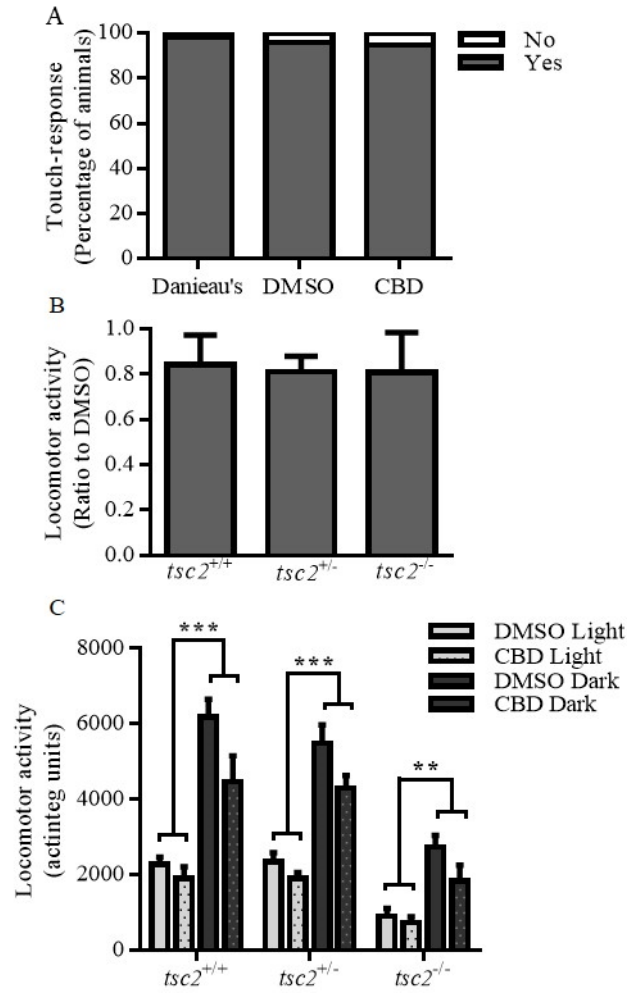 A
No
Yes
Touch-response
(Percentage of animals)
100
80
60
40
20
0
Danieau's DMSO CBD
B
Locomotor activity
(Ratio to DMSO)
1.0
0.8
0.6
0.4
0.2
0.0
tsc2+/+ tsc2+/- tsc2-/-
C
DMSO Light
CBD Light
DMSO Dark
CBD Dark
Locomotor activity
(actinteg units)
8000
6000
4000
2000
0
***
***
**
tsc2+/+ tsc2+/- tsc2-/-